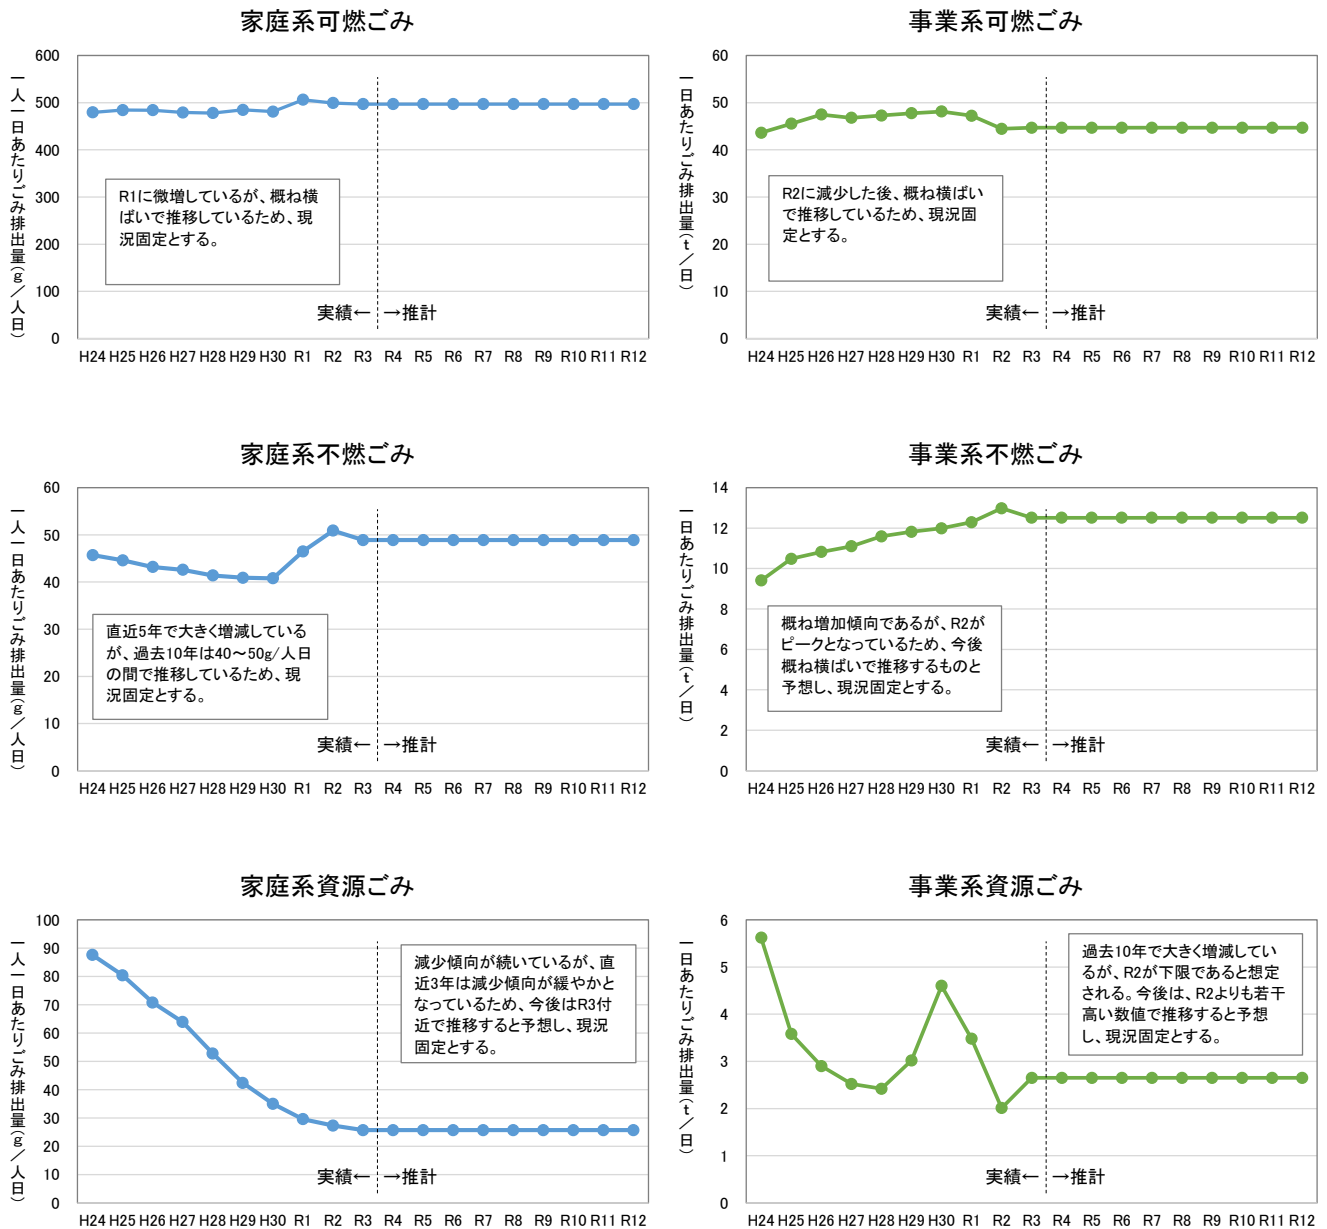 家庭系可燃ごみ
一人一日あたりごみ排出量(g/人日)
600
500
400
300
200
100
0
R1に微増しているが、概ね横
ばいで推移しているため、現
況固定とする。
実績← →推計
H24 H25 H26 H27 H28 H29 H30 R1 R2 R3 R4 R5 R6 R7 R8 R9 R10 R11 R12
事業系可燃ごみ
一日あたりごみ排出量(t/日)
60
50
40
30
20
10
0
R2に減少した後、概ね横ばい
で推移しているため、現況固
定とする。
実績← →推計
H24 H25 H26 H27 H28 H29 H30 R1 R2 R3 R4 R5 R6 R7 R8 R9 R10 R11 R12
家庭系不燃ごみ
一人一日あたりごみ排出量(g/人日)
60
50
40
30
20
10
0
直近5年で大きく増減している
が、過去10年は40~50g/人日
の間で推移しているため、現
況固定とする。
実績← →推計
H24 H25 H26 H27 H28 H29 H30 R1 R2 R3 R4 R5 R6 R7 R8 R9 R10 R11 R12
事業系不燃ごみ
一日あたりごみ排出量(t/日)
14
12
10
8
6
4
2
0
概ね増加傾向であるが、R2が
ピークとなっているため、今後
概ね横ばいで推移するものと
予想し、現況固定とする。
実績← →推計
H24 H25 H26 H27 H28 H29 H30 R1 R2 R3 R4 R5 R6 R7 R8 R9 R10 R11 R12
家庭系資源ごみ
一人一日あたりごみ排出量(g/人日)
100
90
80
70
60
50
40
30
20
10
0
減少傾向が続いているが、直
近3年は減少傾向が緩やかと
なっているため、今後はR3付
近で推移すると予想し、現況
固定とする。
実績← →推計
H24 H25 H26 H27 H28 H29 H30 R1 R2 R3 R4 R5 R6 R7 R8 R9 R10 R11 R12
事業系資源ごみ
一日あたりごみ排出量(t/日)
6
5
4
3
2
1
0
過去10年で大きく増減してい
るが、R2が下限であると想定
される。今後は、R2よりも若干
高い数値で推移すると予想
し、現況固定とする。
実績← →推計
H24 H25 H26 H27 H28 H29 H30 R1 R2 R3 R4 R5 R6 R7 R8 R9 R10 R11 R12